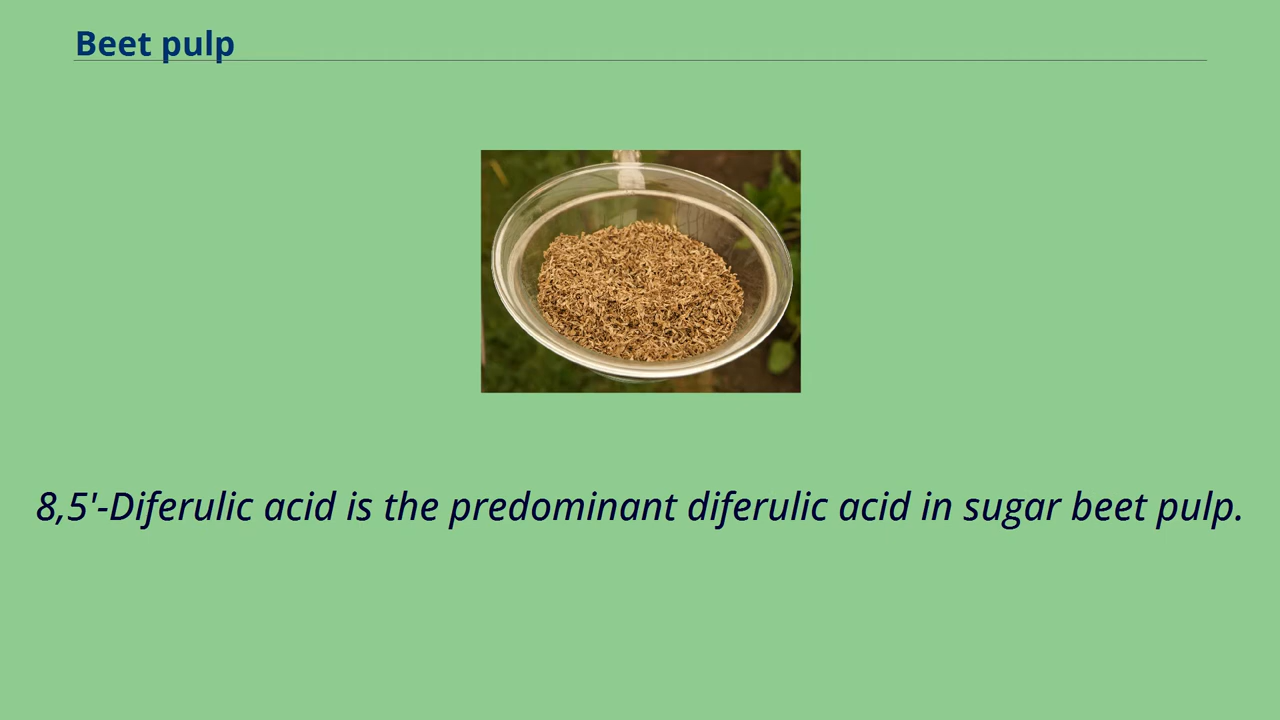 Beet pulp
8,5'-Diferulic acid is the predominant diferulic acid in sugar beet pulp.